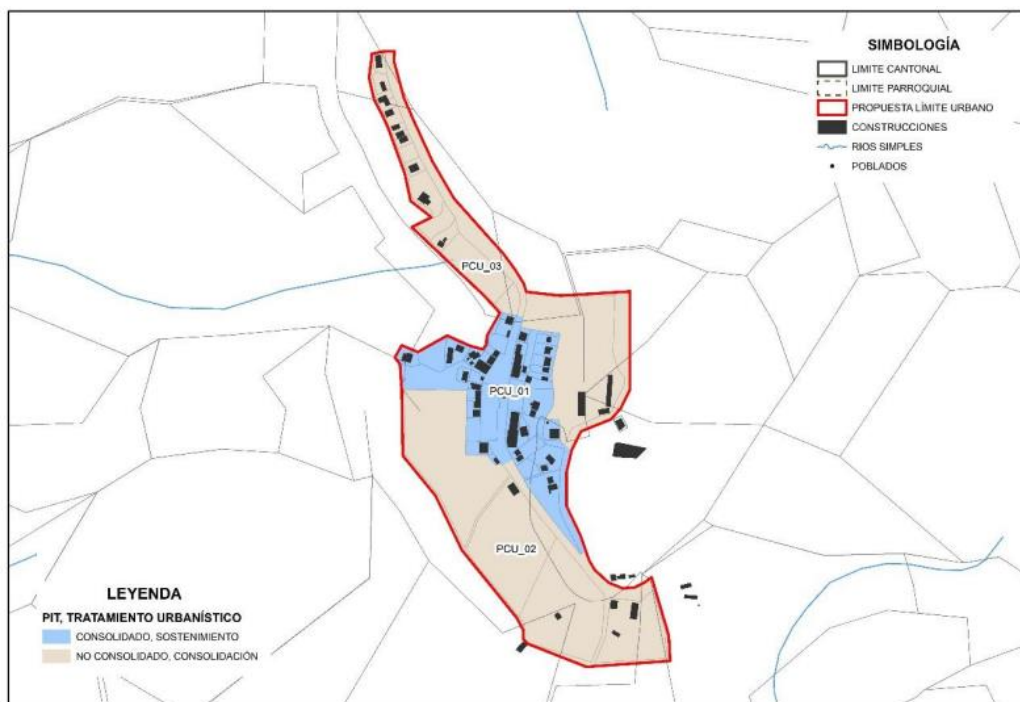 SIMBOLOGÍA
LIMITE CANTONAL
LIMITE PARROQUIAL
PROPUESTA LÍMITE URBANO
CONSTRUCCIONES
RIOS SIMPLES
POBLADOS
PCU_03
PCU_01
PCU_02
LEYENDA
PIT, TRATAMIENTO URBANÍSTICO
CONSOLIDADO, SOSTENIMIENTO
NO CONSOLIDADO, CONSOLIDACIÓN